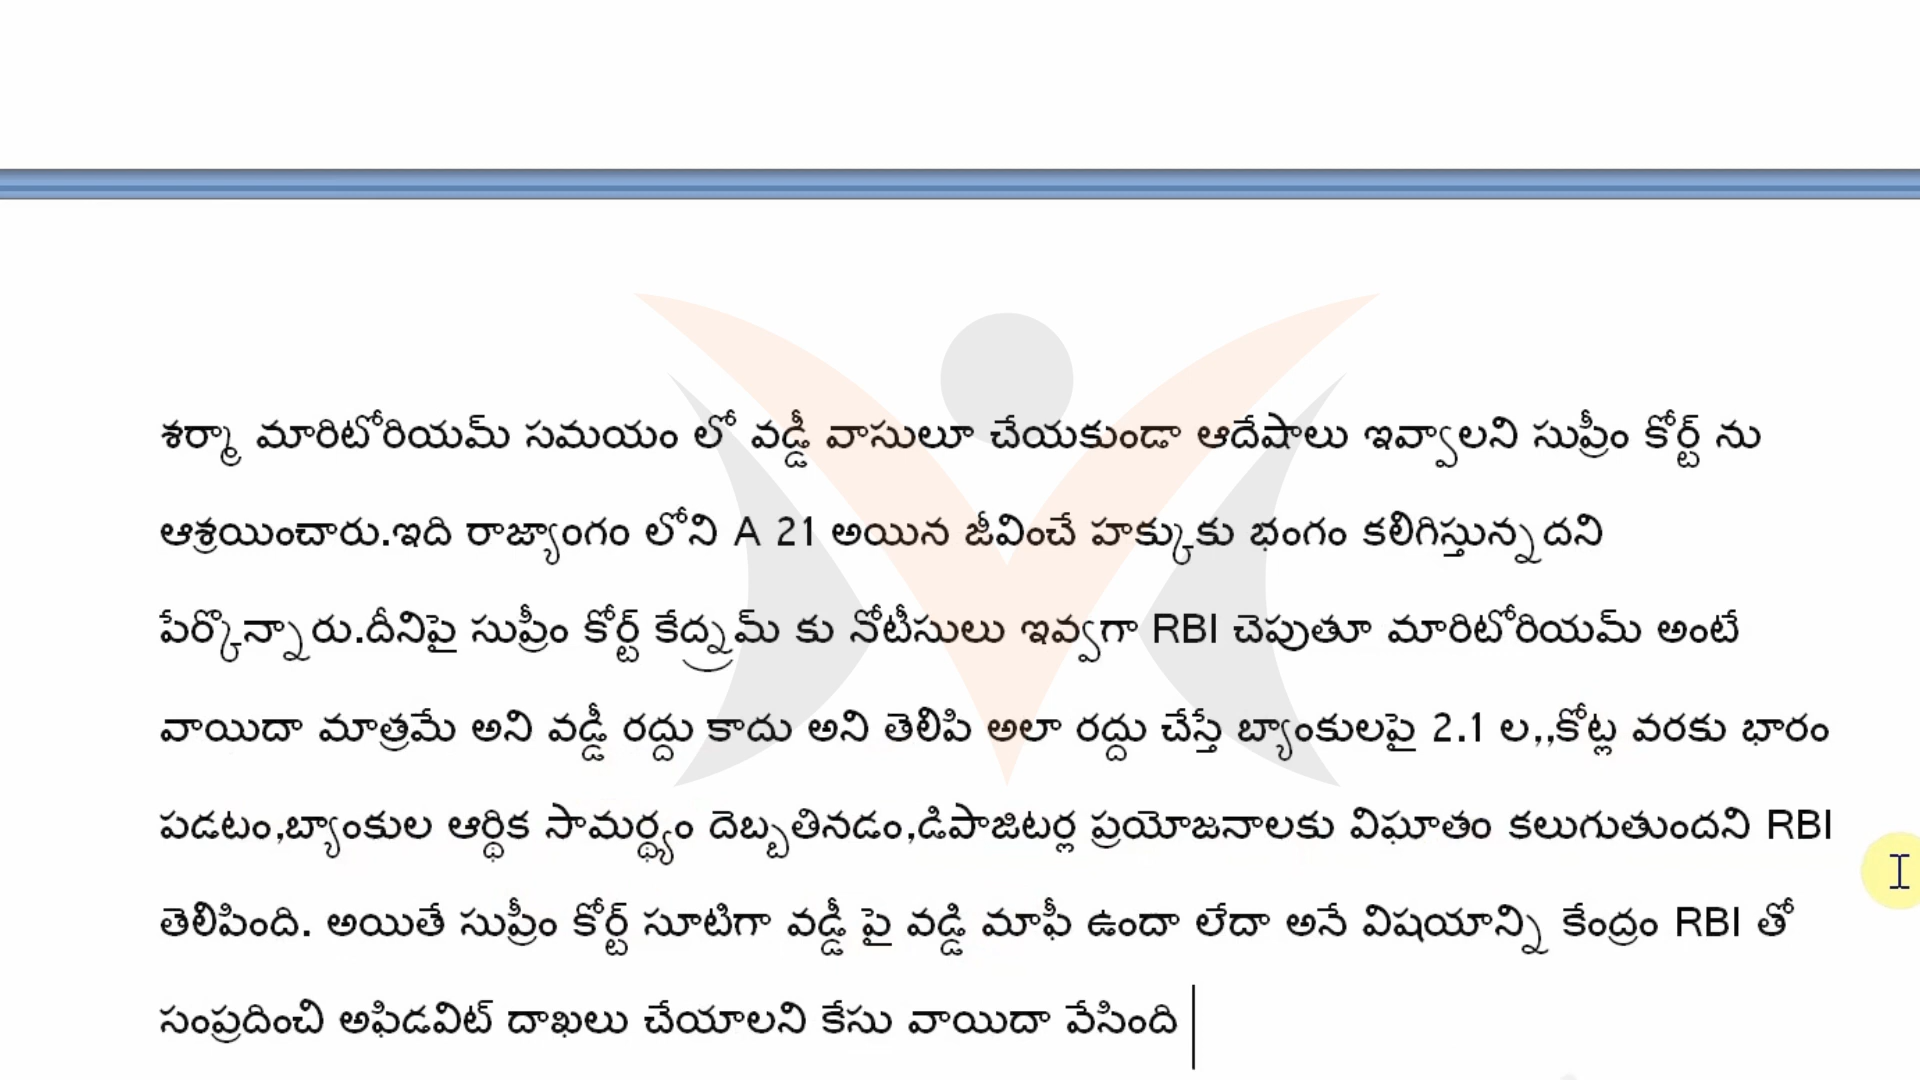 శర్మా మారిటోరియమ్ సమయం లో వడ్డీ వాసులూ చేయకుండా ఆదేషాలు ఇవ్వాలని సుప్రీం కోర్ట్ ను
ఆశ్రయించారు.ఇది రాజ్యాంగం లోని A 21 అయిన జీవించే హక్కుకు భంగం కలిగిస్తున్నదని
పేర్కొన్నారు.దీనిపై సుప్రీం కోర్ట్ కేద్న్రమ్ కు నోటీసులు ఇవ్వగా RBI చెపుతూ మారిటోరియమ్ అంటే
వాయిదా మాత్రమే అని వడ్డీ రద్దు కాదు అని తెలిపి అలా రద్దు చేస్తే బ్యాంకులపై 2.1 ల,,కోట్ల వరకు భారం
పడటం,బ్యాంకుల ఆర్థిక సామర్థ్యం దెబ్బతినడం,డిపాజిటర్ల ప్రయోజనాలకు విఘాతం కలుగుతుందని RBI
తెలిపింది. అయితే సుప్రీం కోర్ట్ సూటిగా వడ్డీ పై వడ్డి మాఫీ ఉందా లేదా అనే విషయాన్ని కేంద్రం RBI తో
సంప్రదించి అఫిడవిట్ దాఖలు చేయాలని కేసు వాయిదా వేసింది